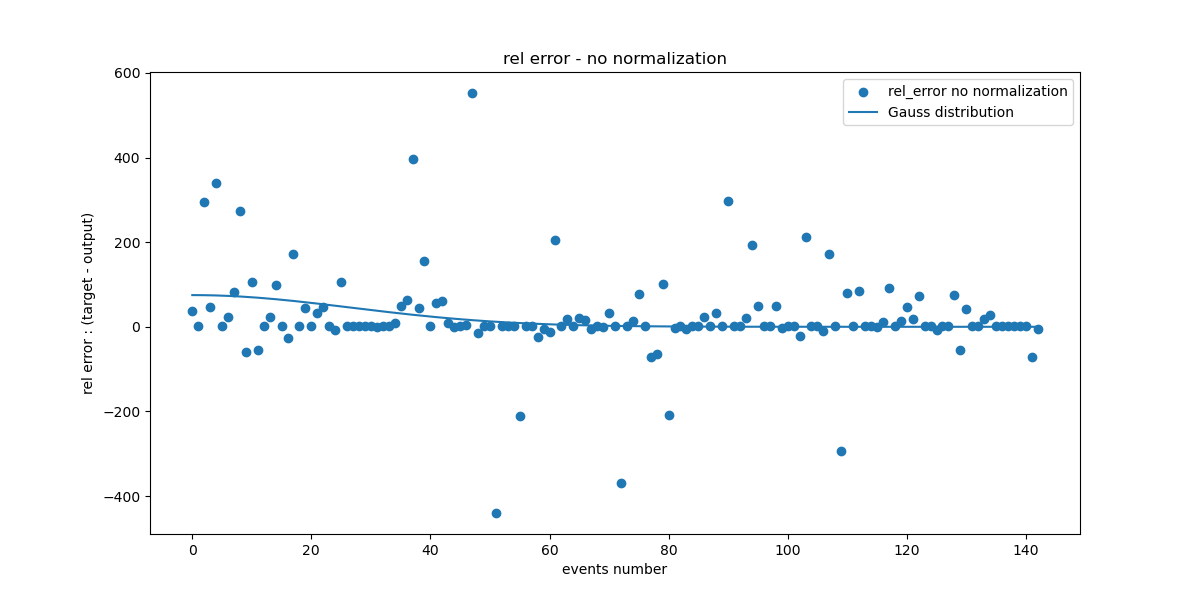 rel error - no normalization
rel_error no normalization
Gauss distribution
rel error : (target - output)
600
400
200
0
−200
−400
0 20 40 60 80 100 120 140
events number